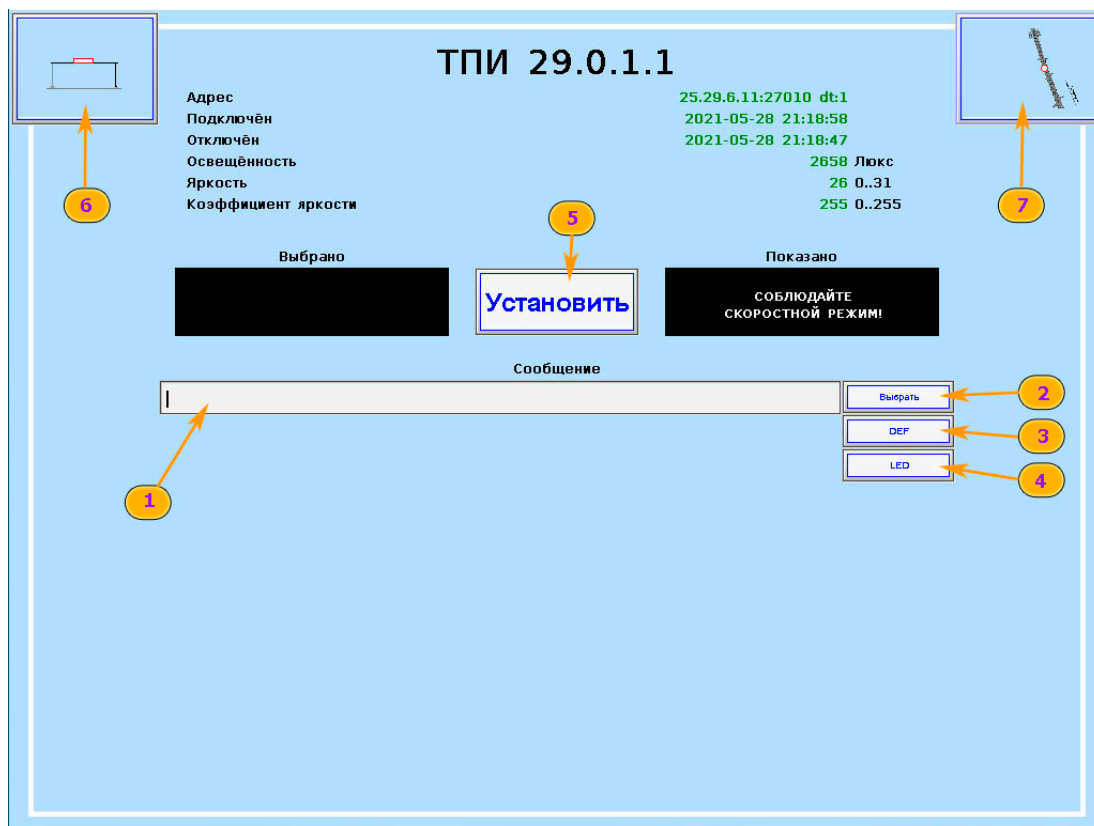 ТПИ 29.0.1.1
Адрес 25.29.6.11:27010 dt:1
Подключён 2021-05-28 21:18:58
Отключён 2021-05-28 21:18:47
Освещённость 2658 Люкс
Яркость 26 0..31
Коэффициент яркости 255 0..255
6
5
7
Выбрано
Показано
Установить
СОБЛЮДАЙТЕ
СКОРОСТНОЙ РЕЖИМ!
Сообщение
Выбрать
2
DEF
3
LED
4
1